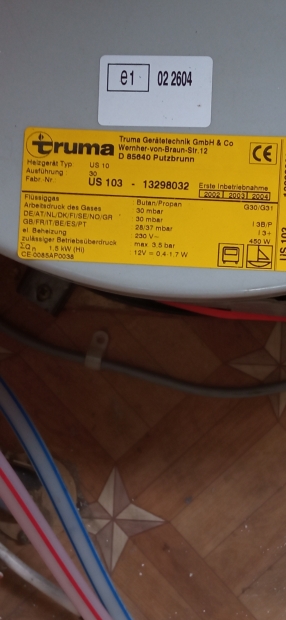 e1 02 2604
truma
Truma Gerätetechnik GmbH & Co
Wernher-von-Braun-Str. 12
D 85640 Putzbrunn
CE
Heizgerät Typ US 10
Ausführung 30
Fabr. Nr. US 103 - 13298032
Erste Inbetriebnahme
2002 2003 2004
Flüssiggas Butan/Propan G30/G31
Arbeitsdruck des Gases 30 mbar
DE/AT/NL/DK/FI/SE/NO/GR 30 mbar I 3B/P
GB/FR/IT/BE/ES/PT 28/37 mbar I 3+
el. Beheizung 230 V~ 450 W
zulässiger Betriebsüberdruck max. 3,5 bar
ΣQn 1,5 kW (Hi) 12V = 0.4-1.7 W
CE-0085AP0038
US 103